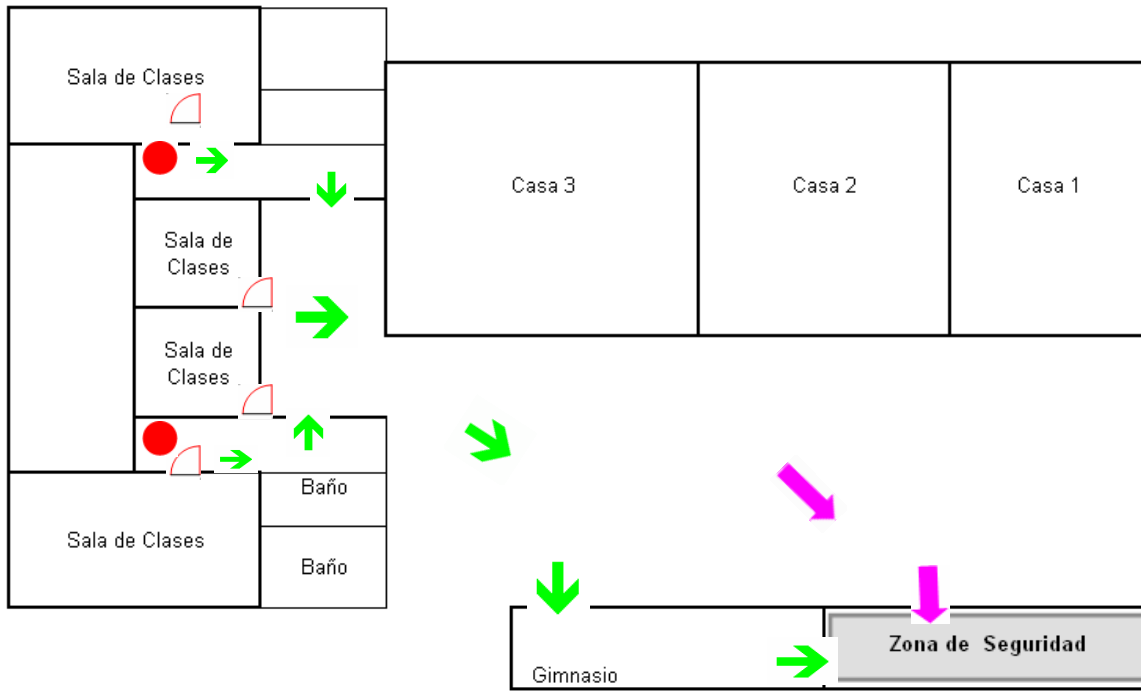 Sala de Clases
Casa 3
Casa 2
Casa 1
Sala de
Clases
Sala de
Clases
Baño
Sala de Clases
Baño
Zona de Seguridad
Gimnasio